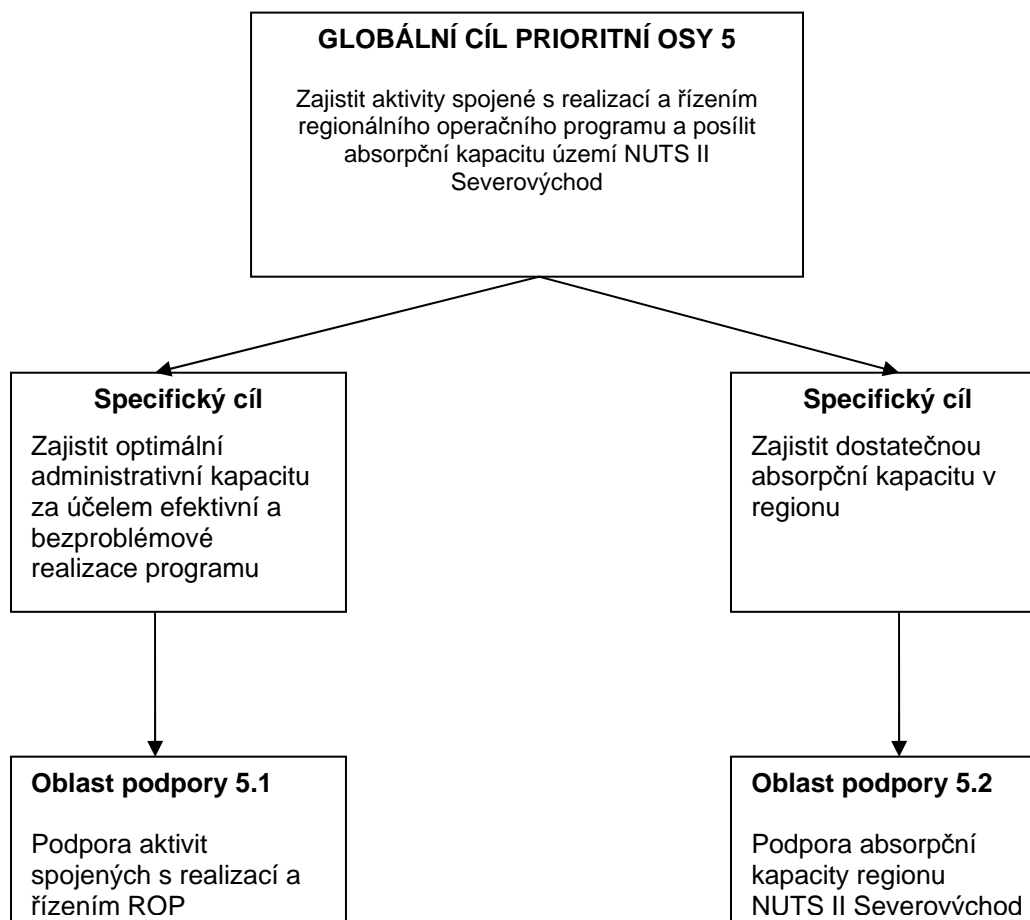 GLOBÁLNÍ CÍL PRIORITNÍ OSY 5
Zajistit aktivity spojené s realizací a řízením
regionálního operačního programu a posílit
absorpční kapacitu území NUTS II
Severovýchod
Specifický cíl
Zajistit optimální
administrativní kapacitu
za účelem efektivní a
bezproblémové
realizace programu
Specifický cíl
Zajistit dostatečnou
absorpční kapacitu v
regionu
Oblast podpory 5.1
Podpora aktivit
spojených s realizací a
řízením ROP
Oblast podpory 5.2
Podpora absorpční
kapacity regionu
NUTS II Severovýchod